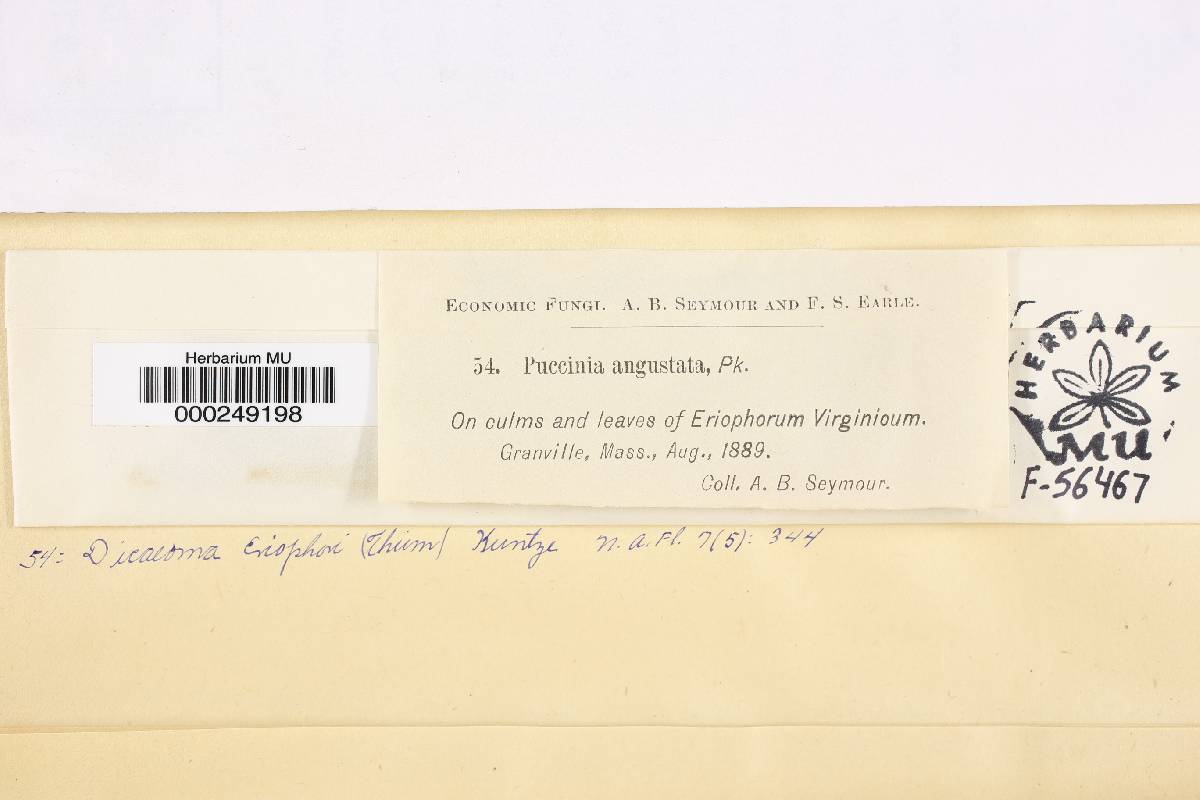 ECONOMIC FUNGI. A. B. SEYMOUR AND F. S. EARLE.
54. Puccinia angustata, Pk.
On culms and leaves of Eriophorum Virginicum.
Granville, Mass., Aug., 1889.
Coll. A. B. Seymour.
Herbarium MU
000249198
HERBARIUM
MU
F-56467
54= Dicaeoma Eriophori (Thüm) Kuntze N. A. Fl. 7(5): 344